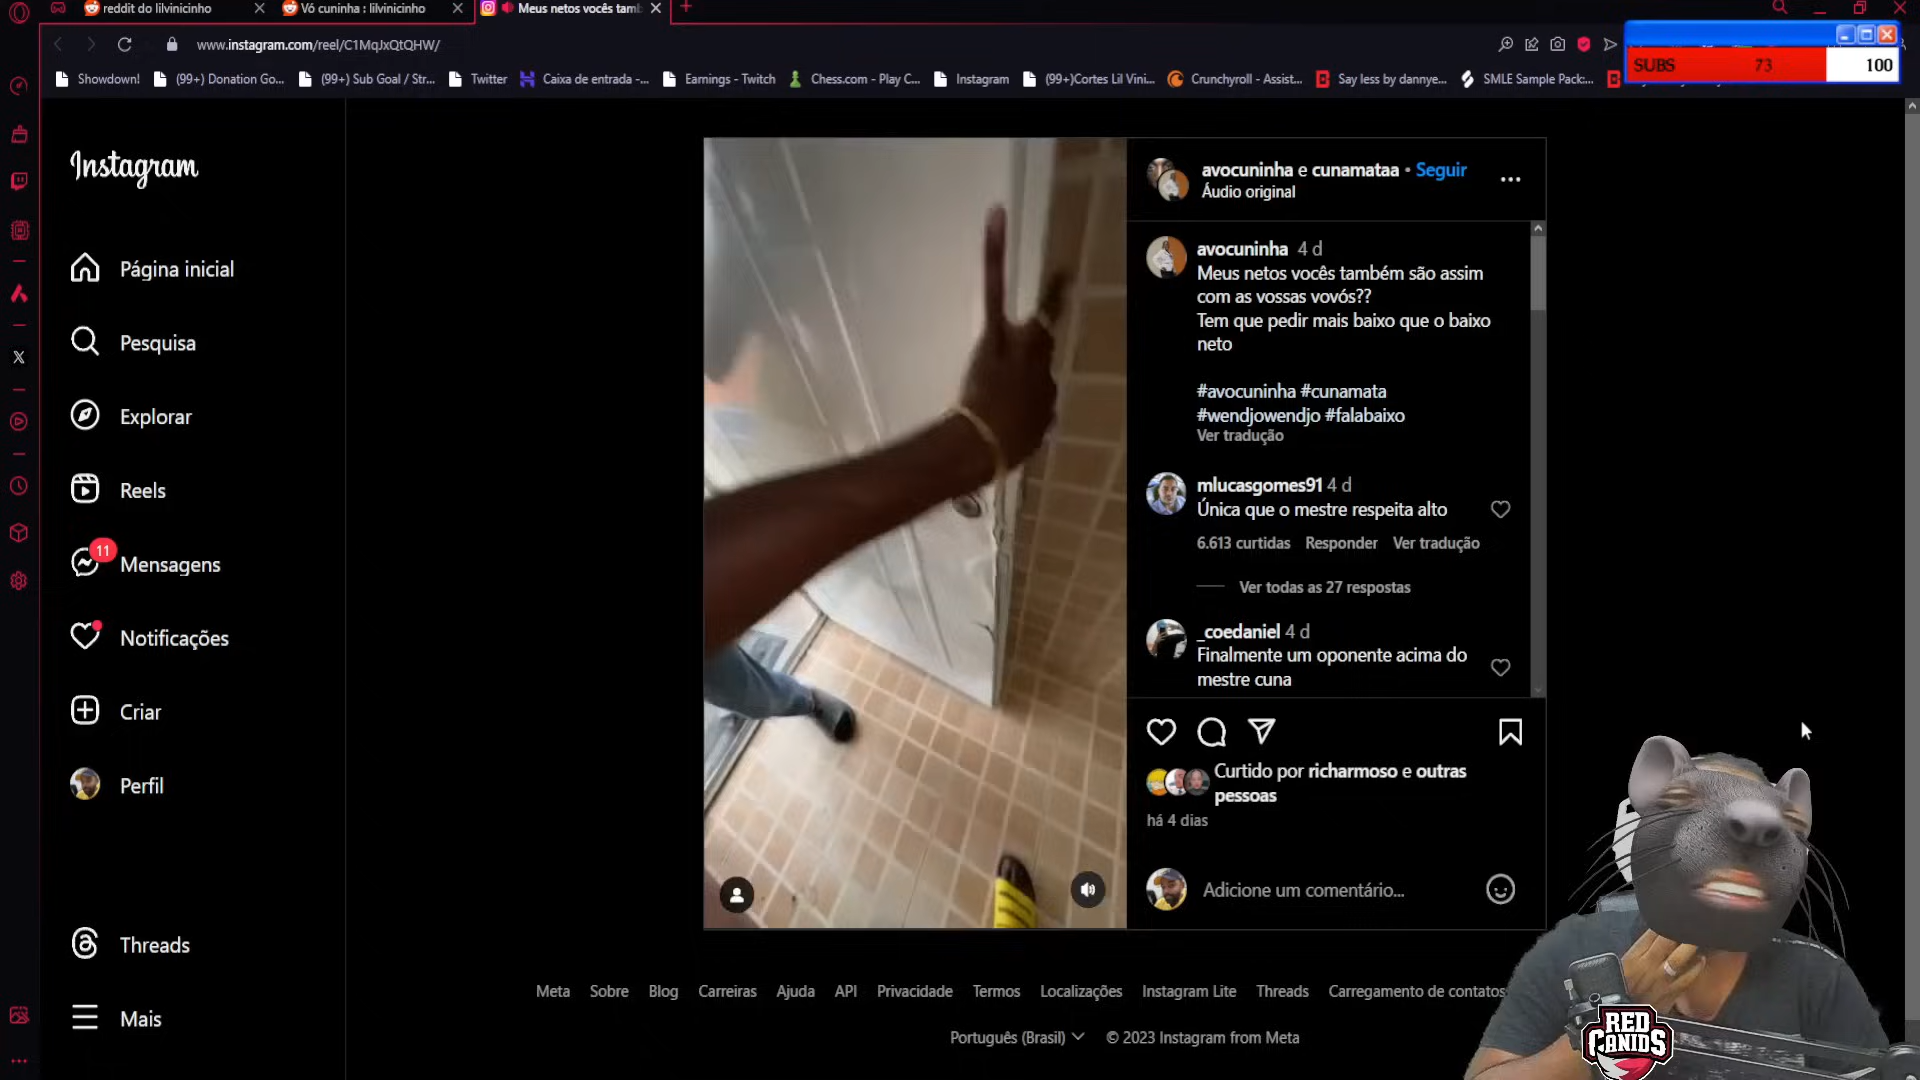 reddit do lilvinicinho
Vó cuninha : lilvinicinho
Meus netos vocês tamb
www.instagram.com/reel/C1MqJxQtQHW/
Showdown!
(99+) Donation Go...
(99+) Sub Goal / Str...
Twitter
Caixa de entrada -...
Earnings - Twitch
Chess.com - Play C...
Instagram
(99+)Cortes Lil Vini...
Crunchyroll - Assist...
Say less by dannye...
SMLE Sample Pack:...
SUBS 73 100
Instagram
Página inicial
Pesquisa
Explorar
Reels
11
Mensagens
Notificações
Criar
Perfil
Threads
Mais
avocuninha e cunamataa • Seguir
Áudio original
avocuninha 4 d
Meus netos vocês também são assim
com as vossas vovós??
Tem que pedir mais baixo que o baixo
neto
#avocuninha #cunamata
#wendjowendjo #falabaixo
Ver tradução
mlucasgomes91 4 d
Única que o mestre respeita alto
6.613 curtidas Responder Ver tradução
Ver todas as 27 respostas
_coedaniel 4 d
Finalmente um oponente acima do
mestre cuna
Curtido por richarmoso e outras
pessoas
há 4 dias
Adicione um comentário...
Meta Sobre Blog Carreiras Ajuda API Privacidade Termos Localizações Instagram Lite Threads Carregamento de contatos
Português (Brasil) © 2023 Instagram from Meta
RED
CANIDS